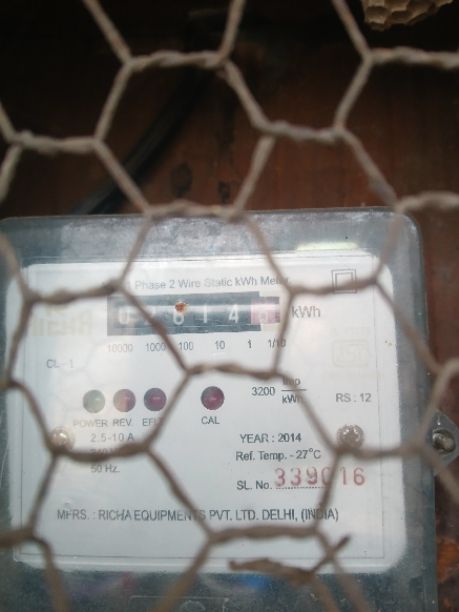 Phase 2 Wire Static kWh Meter
kWh
10000 1000 100 10 1 1/10
CL-1
3200 imp/kWh
RS : 12
POWER REV. CAL
2.5-10 A
50 Hz.
YEAR : 2014
Ref. Temp. - 27°C
SL. No. 339016
MFRS. : RICHA EQUIPMENTS PVT. LTD. DELHI, (INDIA)